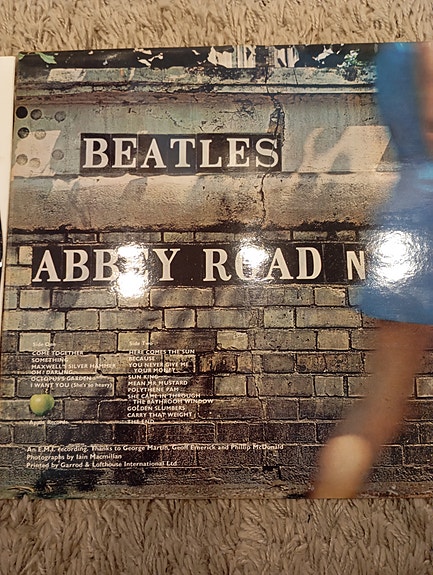 BEATLES
ABBEY ROAD N
Side One
COME TOGETHER
SOMETHING
MAXWELL'S SILVER HAMMER
OH! DARLING
OCTOPUS'S GARDEN
I WANT YOU (She's so heavy)
Side Two
HERE COMES THE SUN
BECAUSE
YOU NEVER GIVE ME
YOUR MONEY
SUN KING
MEAN MR MUSTARD
POLYTHENE PAM
SHE CAME IN THROUGH
THE BATHROOM WINDOW
GOLDEN SLUMBERS
CARRY THAT WEIGHT
THE END
Apple Records
An E.M.I. recording. Thanks to George Martin, Geoff Emerick and Phillip McDonald
Photographs by Iain Macmillan
Printed by Garrod & Lofthouse International Ltd